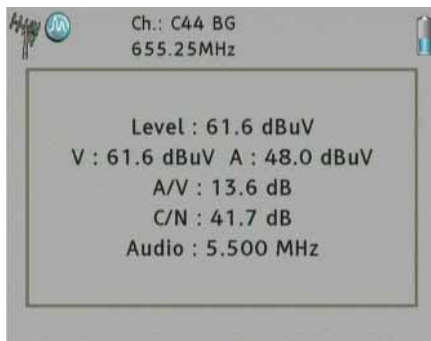 Ch.: C44 BG
655.25MHz
Level : 61.6 dBuV
V : 61.6 dBuV A : 48.0 dBuV
A/V : 13.6 dB
C/N : 41.7 dB
Audio : 5.500 MHz